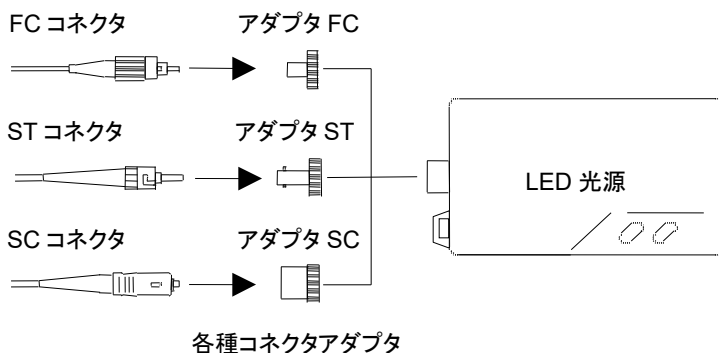 FC コネクタ アダプタ FC
ST コネクタ アダプタ ST
LED 光源
SC コネクタ アダプタ SC
各種コネクタアダプタ